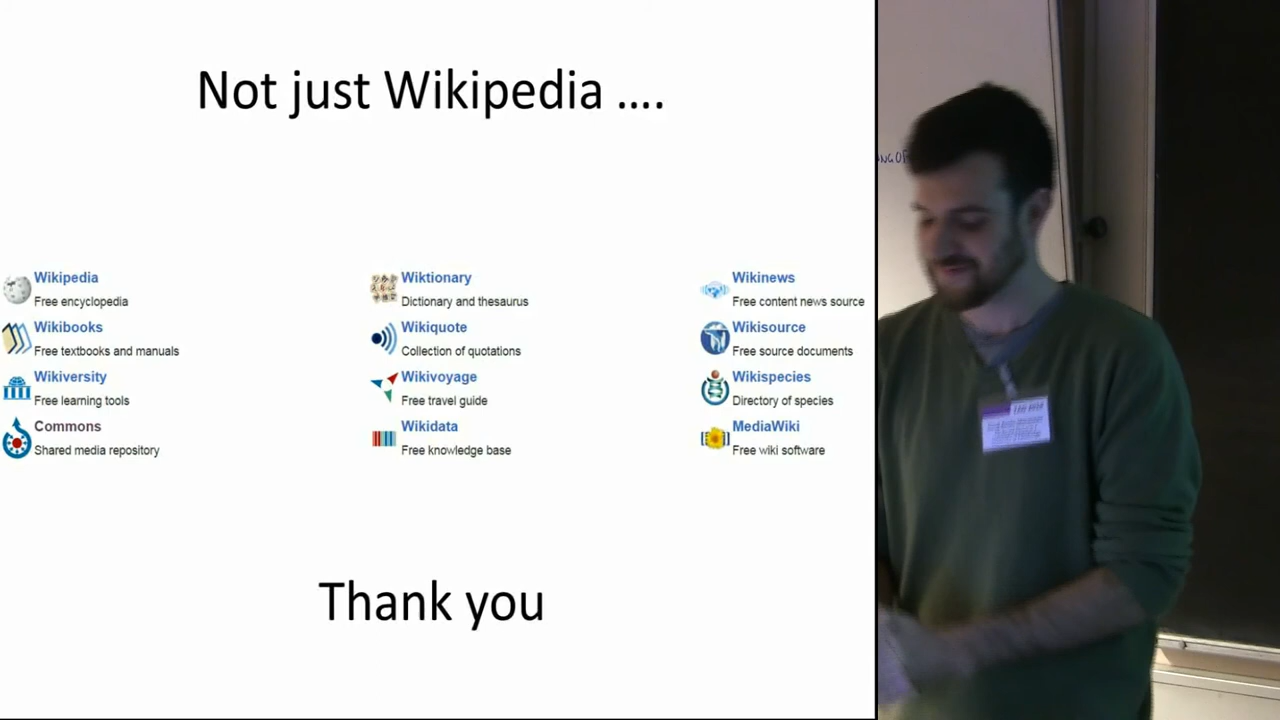 Not just Wikipedia ....
Wikipedia
Free encyclopedia
Wiktionary
Dictionary and thesaurus
Wikinews
Free content news source
Wikibooks
Free textbooks and manuals
Wikiquote
Collection of quotations
Wikisource
Free source documents
Wikiversity
Free learning tools
Wikivoyage
Free travel guide
Wikispecies
Directory of species
Commons
Shared media repository
Wikidata
Free knowledge base
MediaWiki
Free wiki software
Thank you